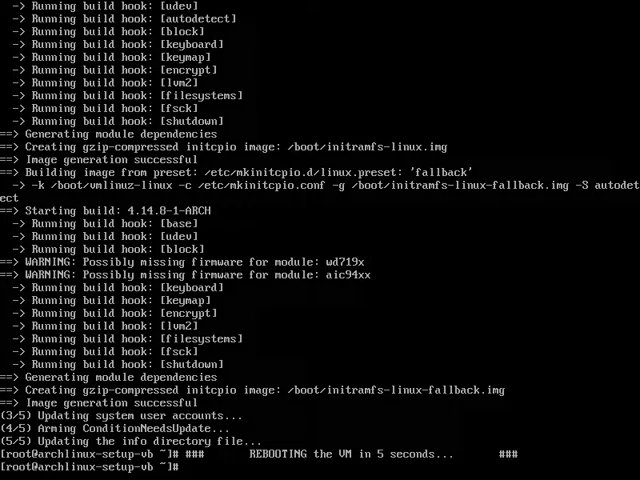 -> Running build hook: [udev]
-> Running build hook: [autodetect]
-> Running build hook: [block]
-> Running build hook: [keyboard]
-> Running build hook: [keymap]
-> Running build hook: [encrypt]
-> Running build hook: [lvm2]
-> Running build hook: [filesystems]
-> Running build hook: [fsck]
-> Running build hook: [shutdown]
==> Generating module dependencies
==> Creating gzip-compressed initcpio image: /boot/initramfs-linux.img
==> Image generation successful
==> Building image from preset: /etc/mkinitcpio.d/linux.preset: 'fallback'
-> -k /boot/vmlinuz-linux -c /etc/mkinitcpio.conf -g /boot/initramfs-linux-fallback.img -S autodet
ect
==> Starting build: 4.14.8-1-ARCH
-> Running build hook: [base]
-> Running build hook: [udev]
-> Running build hook: [block]
==> WARNING: Possibly missing firmware for module: wd719x
==> WARNING: Possibly missing firmware for module: aic94xx
-> Running build hook: [keyboard]
-> Running build hook: [keymap]
-> Running build hook: [encrypt]
-> Running build hook: [lvm2]
-> Running build hook: [filesystems]
-> Running build hook: [fsck]
-> Running build hook: [shutdown]
==> Generating module dependencies
==> Creating gzip-compressed initcpio image: /boot/initramfs-linux-fallback.img
==> Image generation successful
(3/5) Updating system user accounts...
(4/5) Arming ConditionNeedsUpdate...
(5/5) Updating the info directory file...
[root@archlinux-setup-vb ~]# ### REBOOTING the VM in 5 seconds... ###
[root@archlinux-setup-vb ~]#